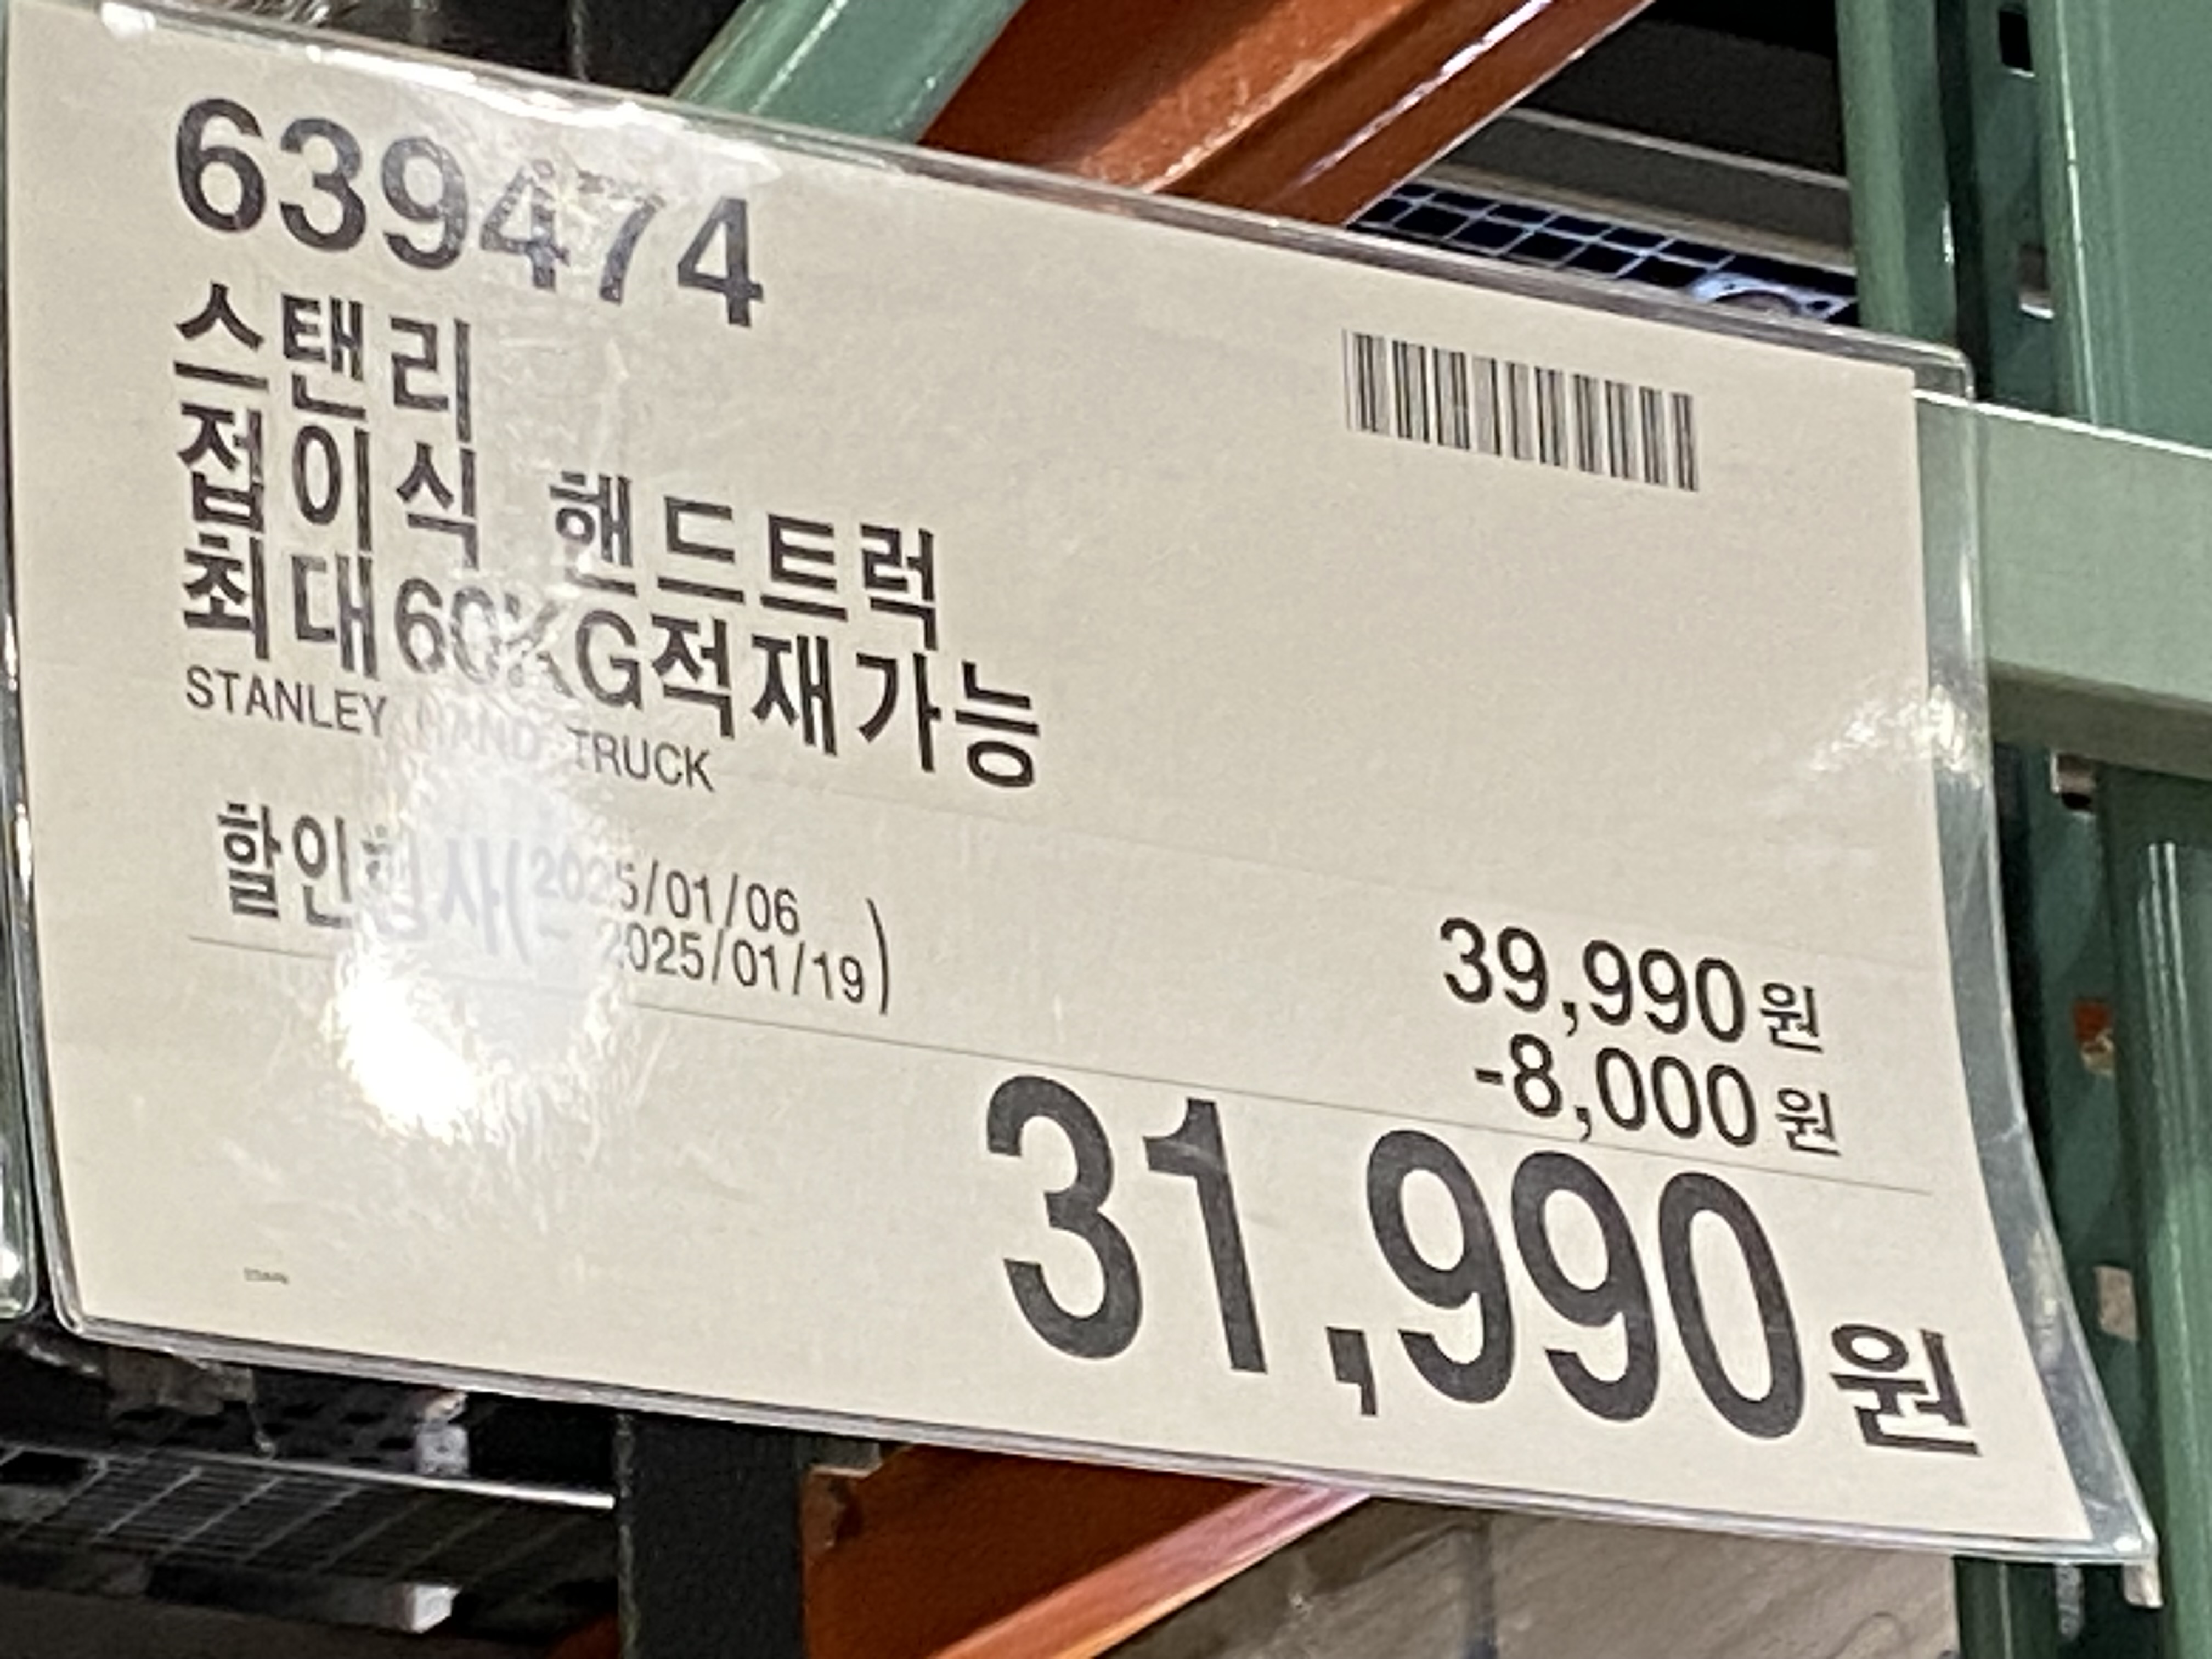 639474
스탠리
접이식 핸드트럭
최대60KG적재가능
STANLEY HAND TRUCK
할인행사(2025/01/06
~ 2025/01/19)
39,990원
-8,000원
31,990원